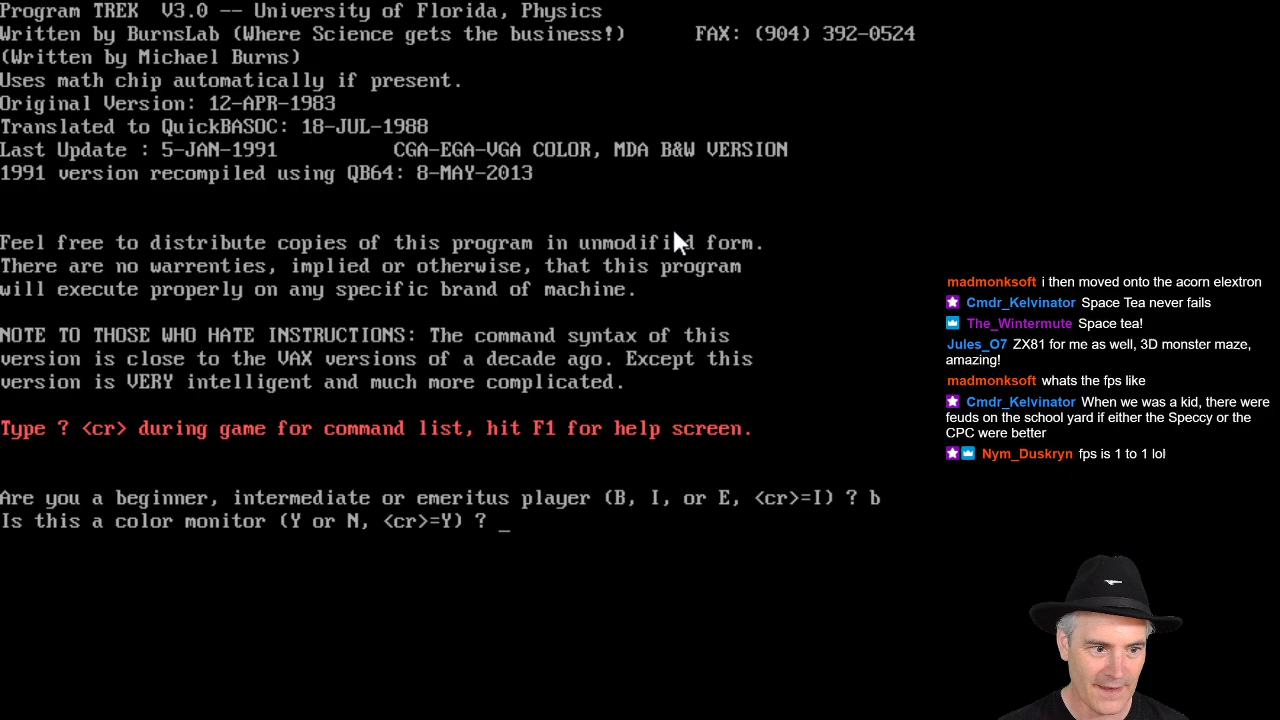 Program TREK  V3.0 -- University of Florida, Physics
Written by BurnsLab (Where Science gets the business!)      FAX: (904) 392-0524
(Written by Michael Burns)
Uses math chip automatically if present.
Original Version: 12-APR-1983
Translated to QuickBASOC: 18-JUL-1988
Last Update : 5-JAN-1991          CGA-EGA-VGA COLOR, MDA B&W VERSION
1991 version recompiled using QB64: 8-MAY-2013
Feel free to distribute copies of this program in unmodified form.
There are no warrenties, implied or otherwise, that this program
will execute properly on any specific brand of machine.
NOTE TO THOSE WHO HATE INSTRUCTIONS: The command syntax of this
version is close to the VAX versions of a decade ago. Except this
version is VERY intelligent and much more complicated.
Type ? <cr> during game for command list, hit F1 for help screen.
Are you a beginner, intermediate or emeritus player (B, I, or E, <cr>=I) ? b
Is this a color monitor (Y or N, <cr>=Y) ? _
madmonksoft i then moved onto the acorn elextron
Cmdr_Kelvinator Space Tea never fails
The_Wintermute Space tea!
Jules_O7 ZX81 for me as well, 3D monster maze,
amazing!
madmonksoft whats the fps like
Cmdr_Kelvinator When we was a kid, there were
feuds on the school yard if either the Speccy or the
CPC were better
Nym_Duskryn fps is 1 to 1 lol